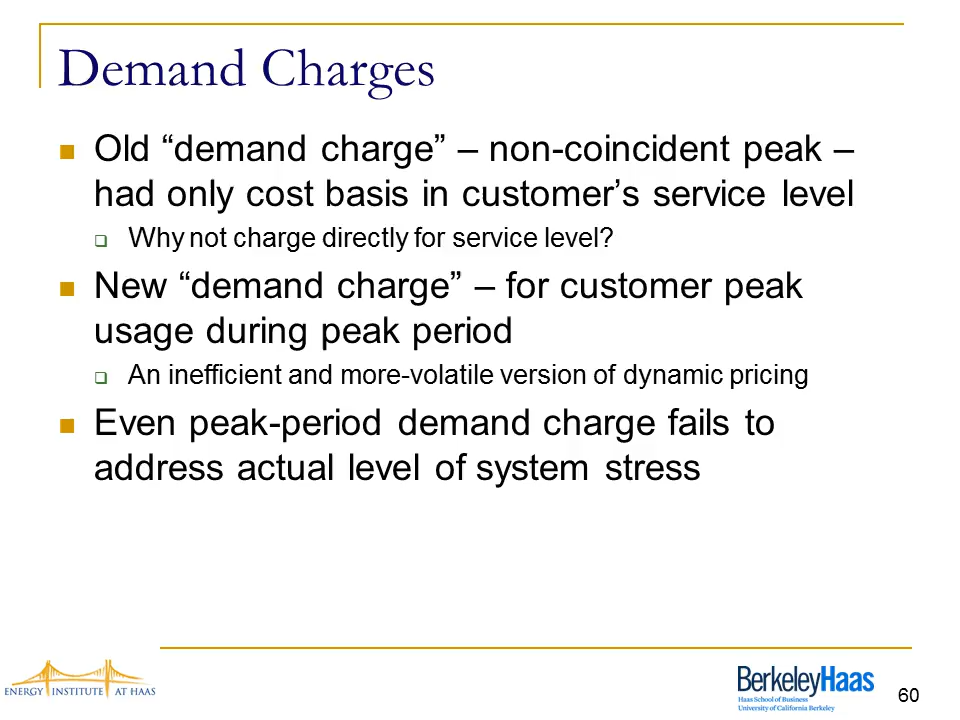 Demand Charges
Old “demand charge” – non-coincident peak –
had only cost basis in customer’s service level
Why not charge directly for service level?
New “demand charge” – for customer peak
usage during peak period
An inefficient and more-volatile version of dynamic pricing
Even peak-period demand charge fails to
address actual level of system stress
ENERGY INSTITUTE AT HAAS
BerkeleyHaas
Haas School of Business
University of California Berkeley
60